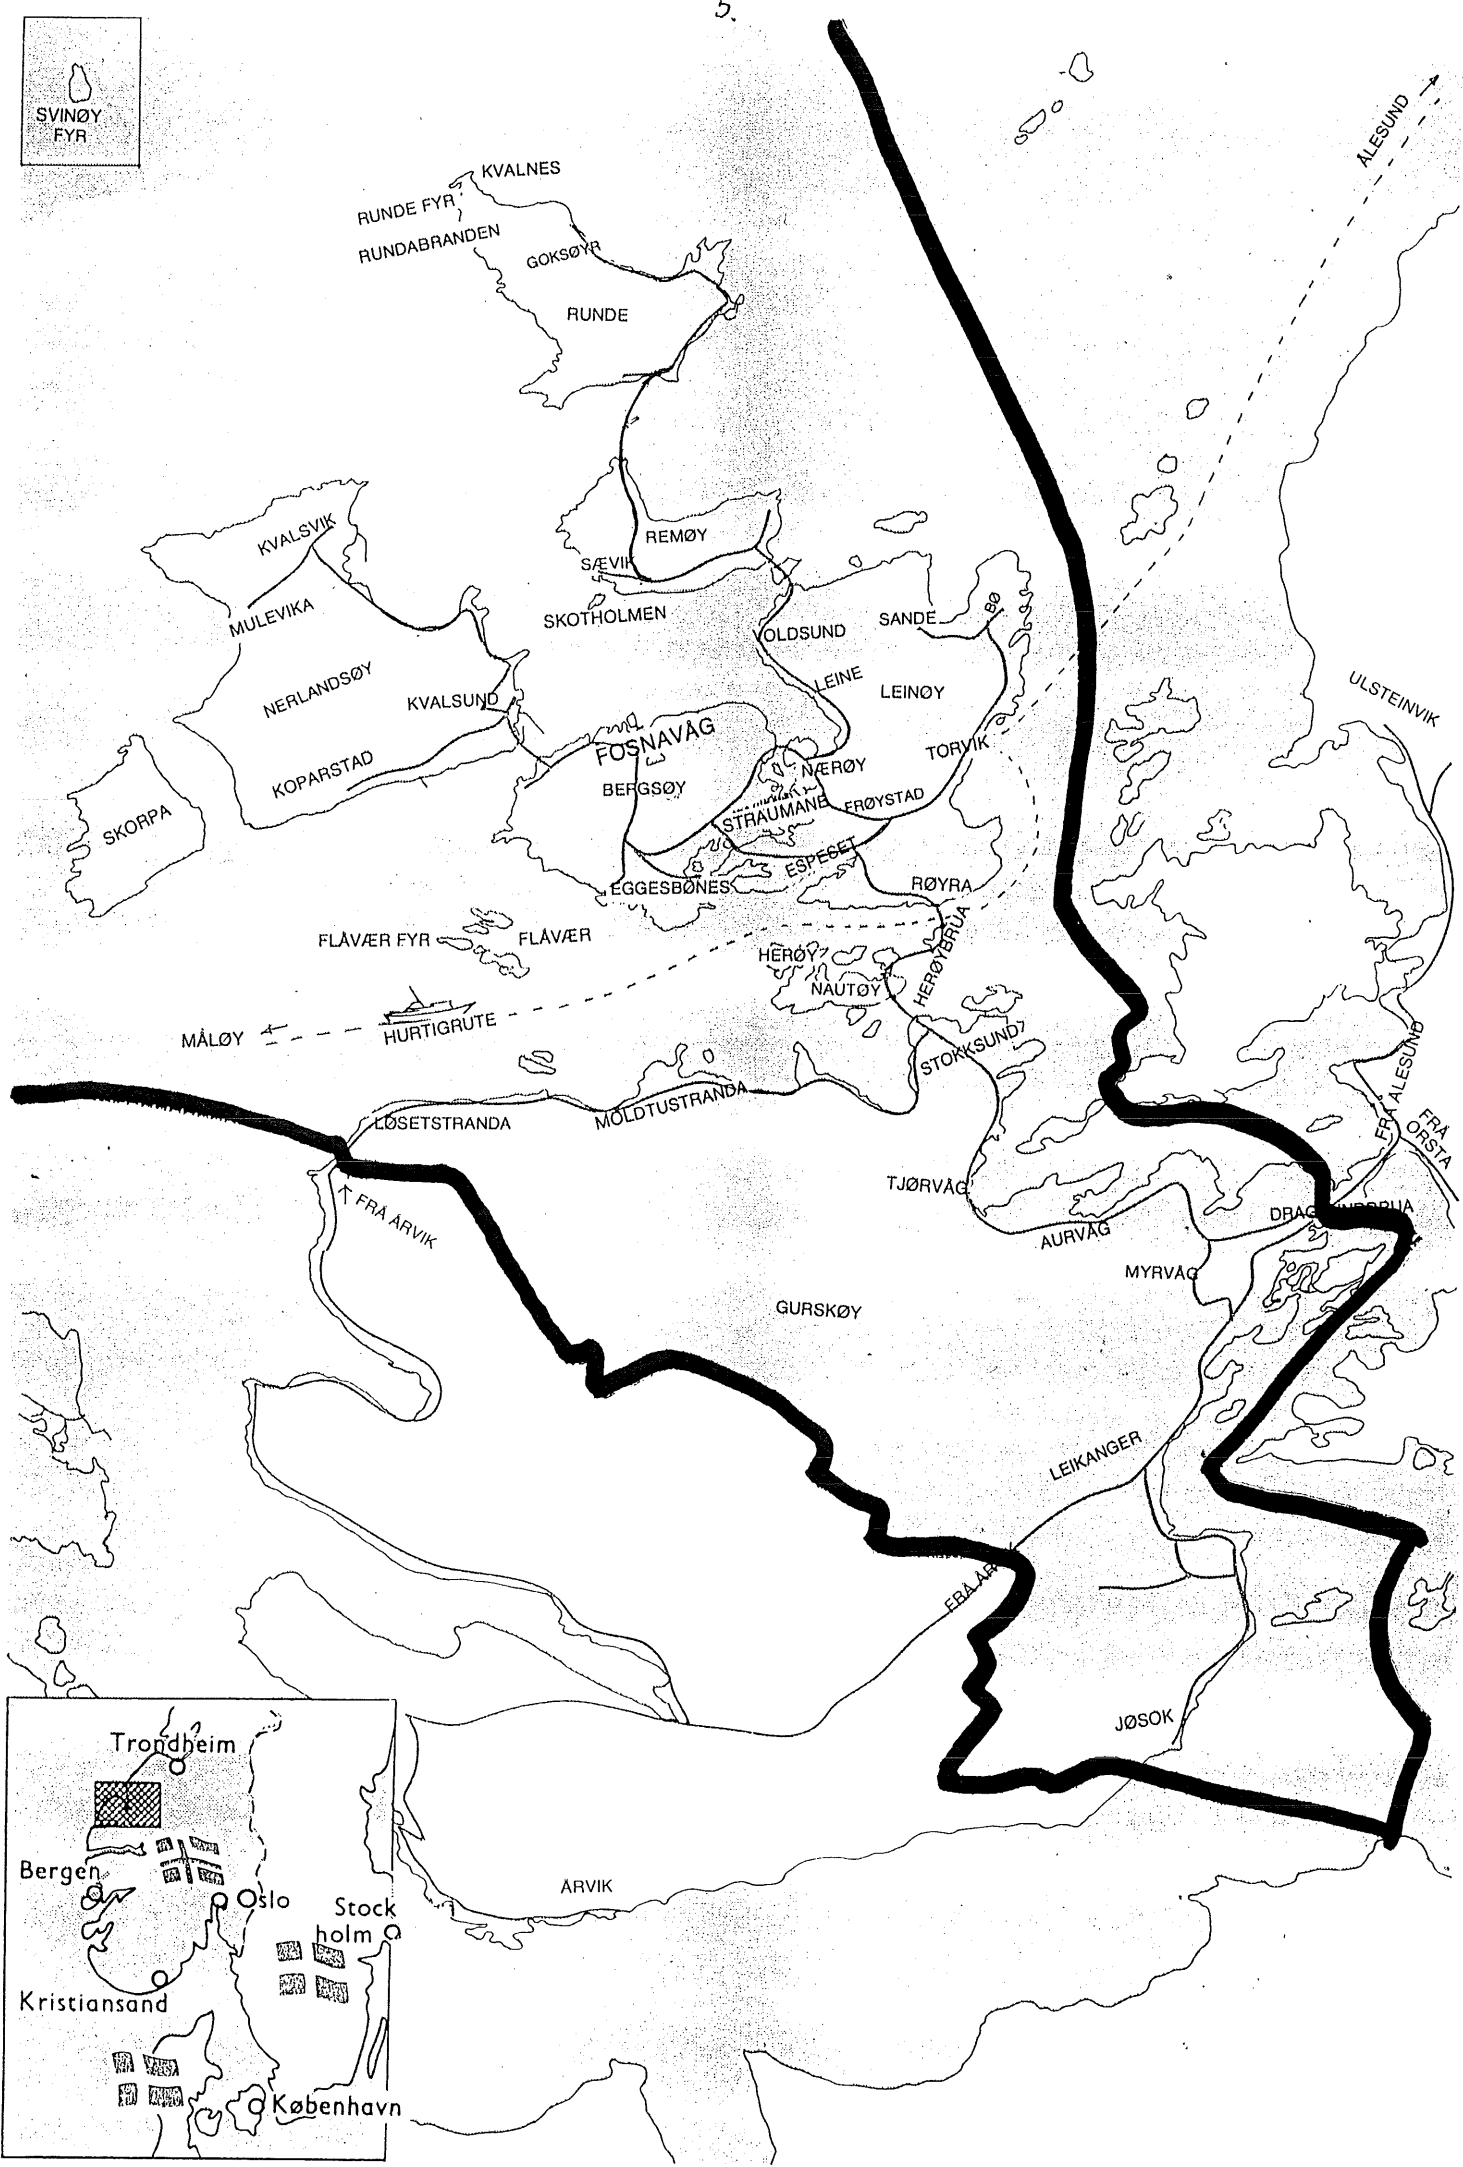 5.
SVINØY
FYR
ÅLESUND
KVALNES
RUNDE FYR
RUNDABRANDEN
GOKSØYR
RUNDE
KVALSVIK
REMØY
SÆVIK
MULEVIKA
SKOTHOLMEN
VOLDSUND
SANDE
BØ
NERLANDSØY
KVALSUND
LEINE
LEINØY
ULSTEINVIK
FOSNAVÅG
TORVIK
KOPARSTAD
BERGSØY
NÆRØY
SKORPA
STRAUMANE
FRØYSTAD
ESPESET
EGGESBØNES
RØYRA
FLÅVÆR FYR
FLÅVÆR
HERØY
HERØYBRUA
NAUTØY
MÅLØY
HURTIGRUTE
STOKKSUND
LØSETSTRANDA
MOLDTUSTRANDA
FRÅ ÅLESUND
FRÅ
ØRSTA
FRÅ ÅRVIK
TJØRVÅG
AURVÅG
MYRVÅG
GURSKØY
LEIKANGER
FRÅ ÅR
JØSOK
ÅRVIK
Trondheim
Bergen
Oslo
Stock
holm
Kristiansand
København